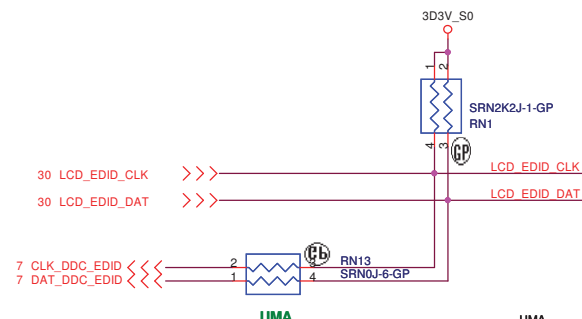 3D3V_S0
1 2
SRN2K2J-1-GP
RN1
4 3
GP
30 LCD_EDID_CLK
LCD_EDID_CLK
30 LCD_EDID_DAT
LCD_EDID_DAT
7 CLK_DDC_EDID
2
3
RN13
7 DAT_DDC_EDID
1
4
SRN0J-6-GP
UMA
UMA